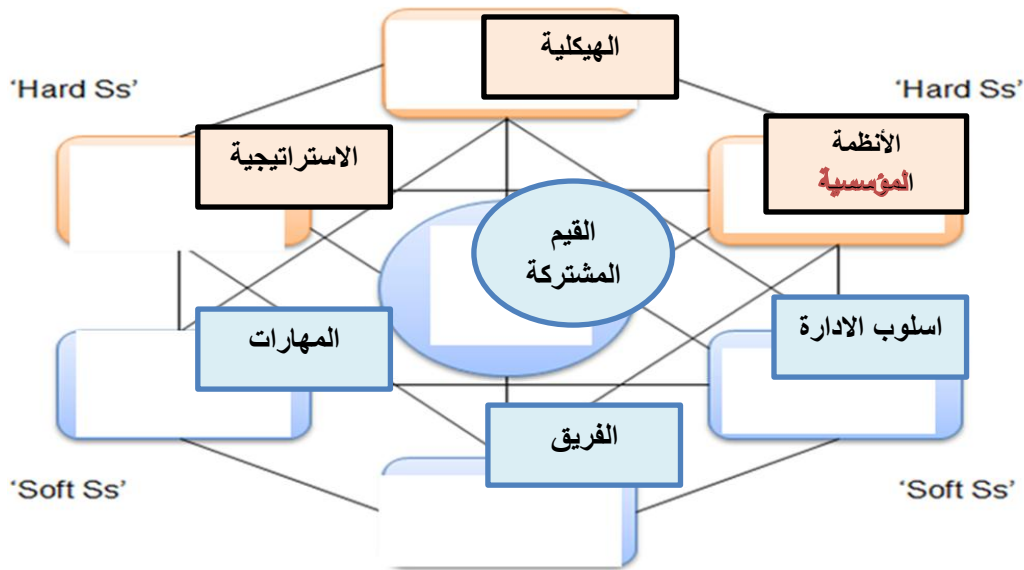 الهيكلية
‘Hard Ss’
‘Hard Ss’
الاستراتيجية
الأنظمة
المؤسسية
القيم
المشتركة
المهارات
اسلوب الادارة
الفريق
‘Soft Ss’
‘Soft Ss’